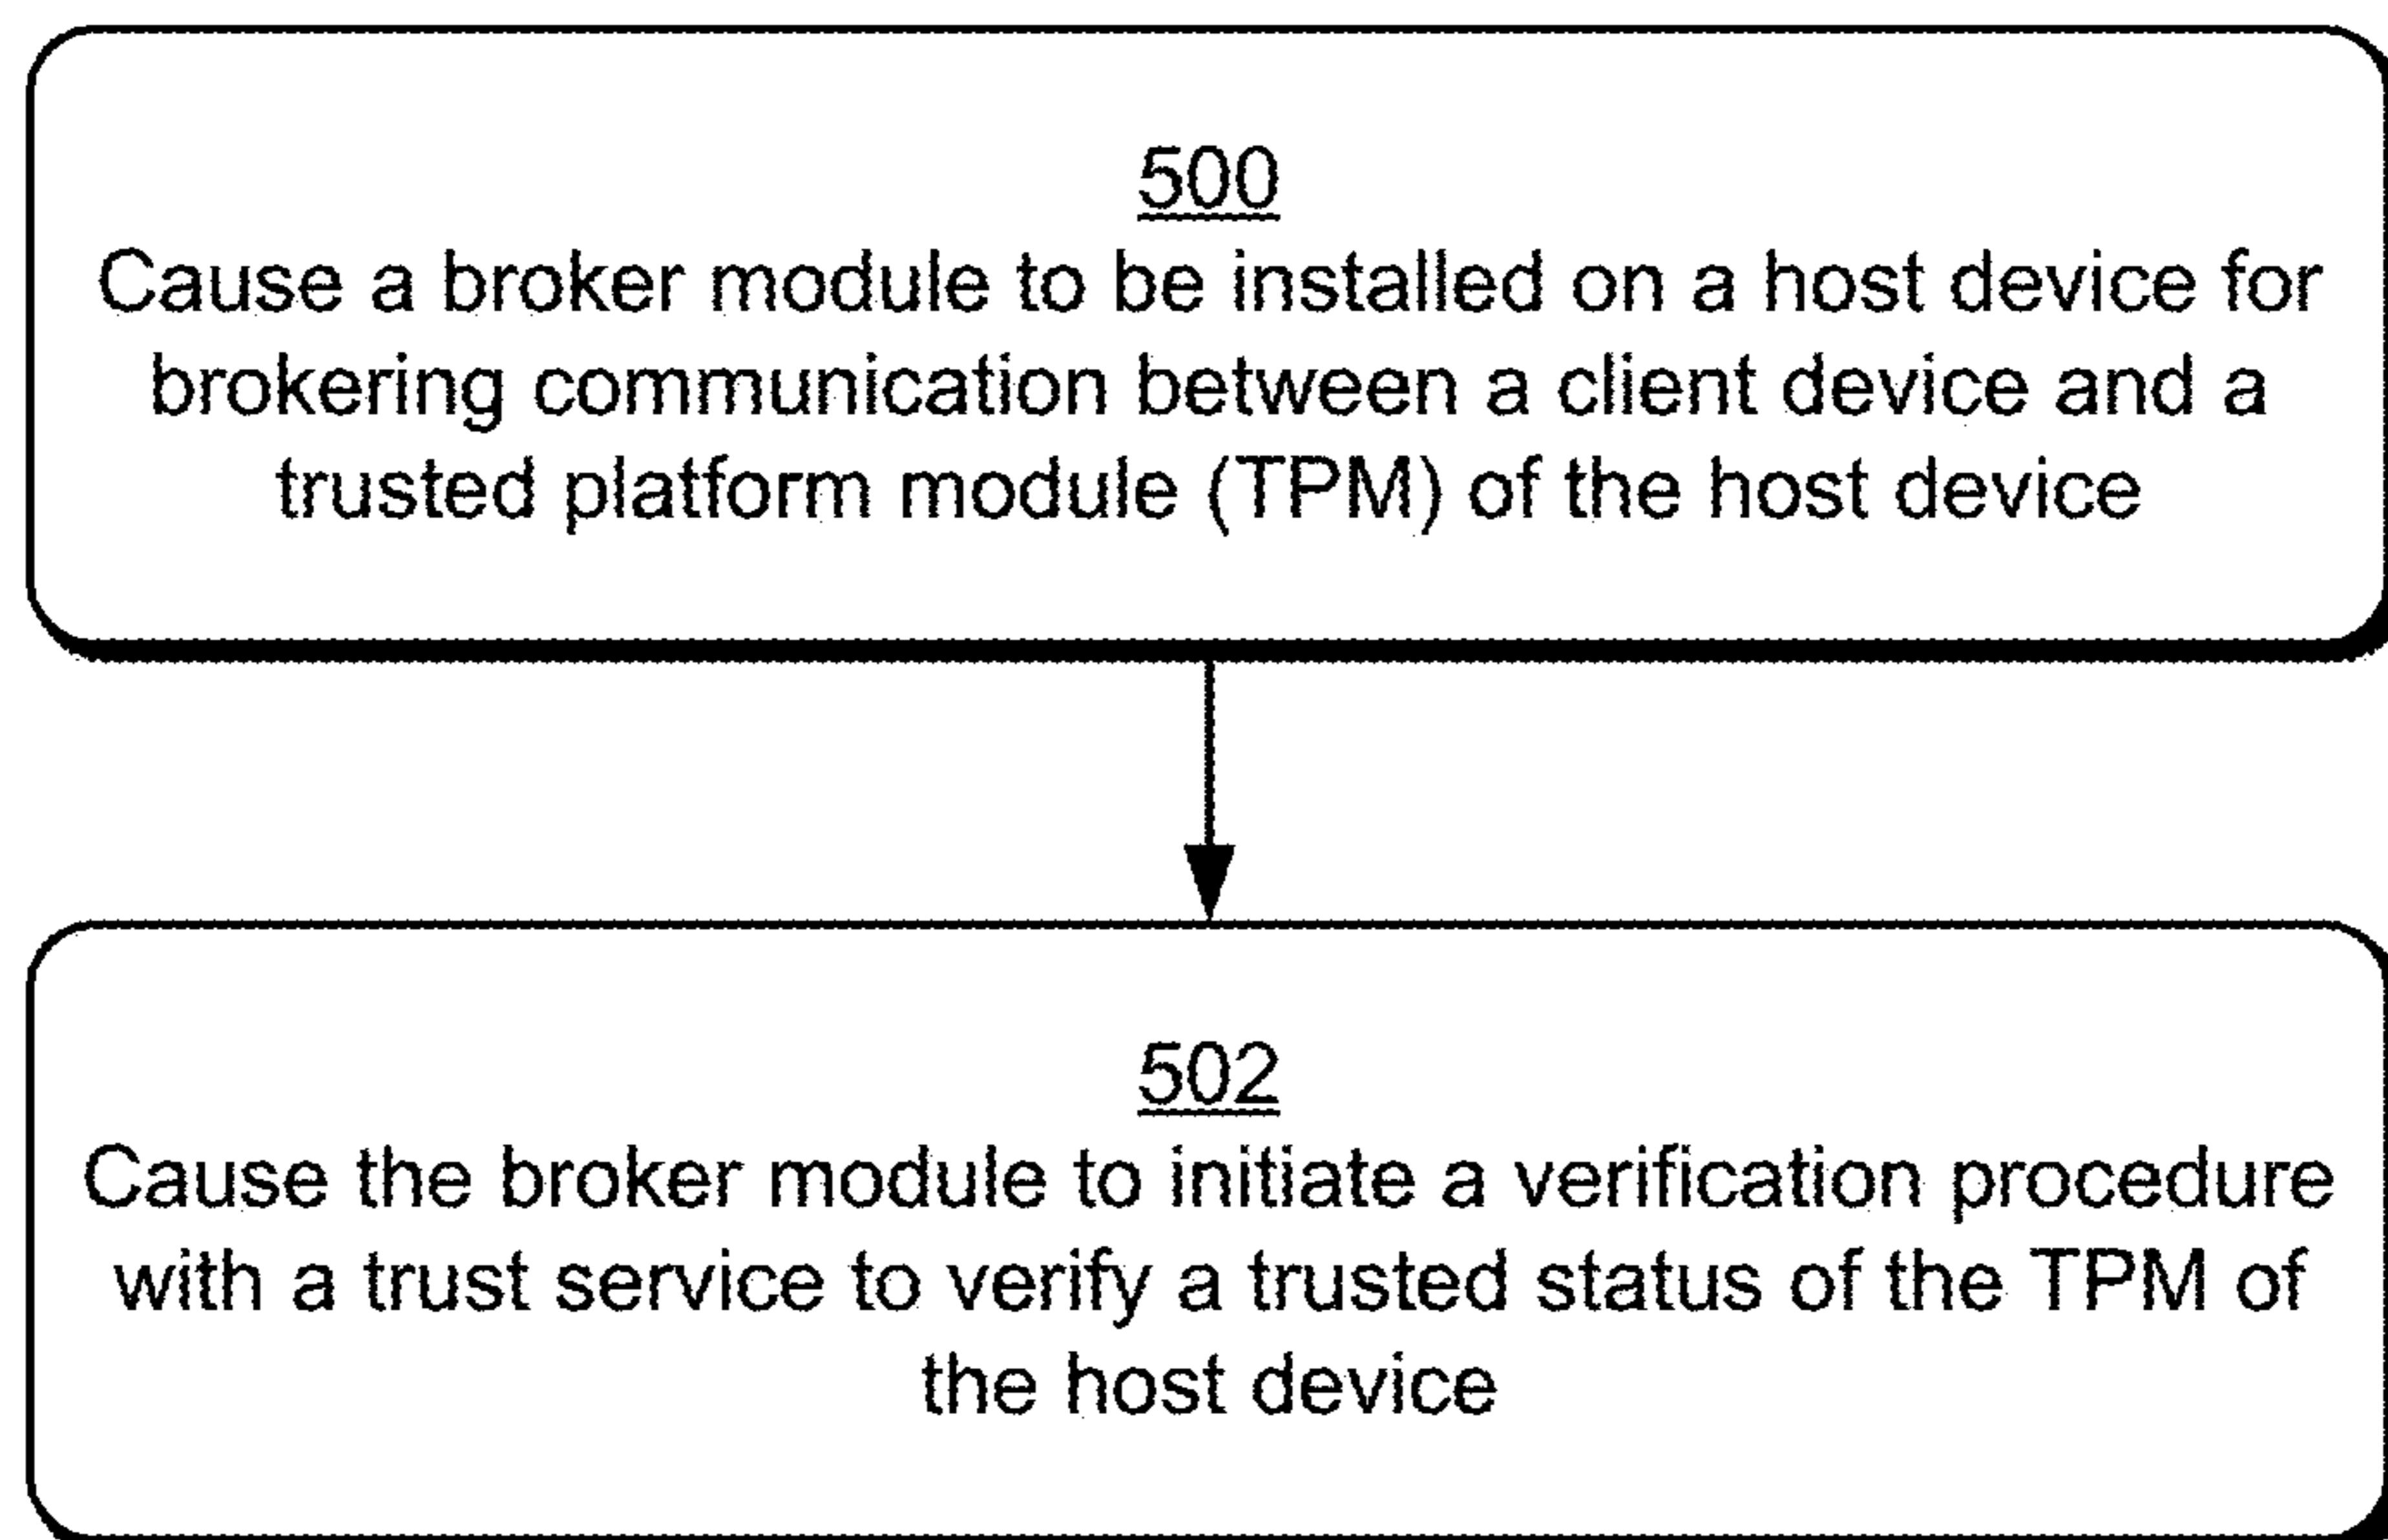 500
Cause a broker module to be installed on a host device for
brokering communication between a client device and a
trusted platform module (TPM) of the host device
502
Cause the broker module to initiate a verification procedure
with a trust service to verify a trusted status of the TPM of
the host device